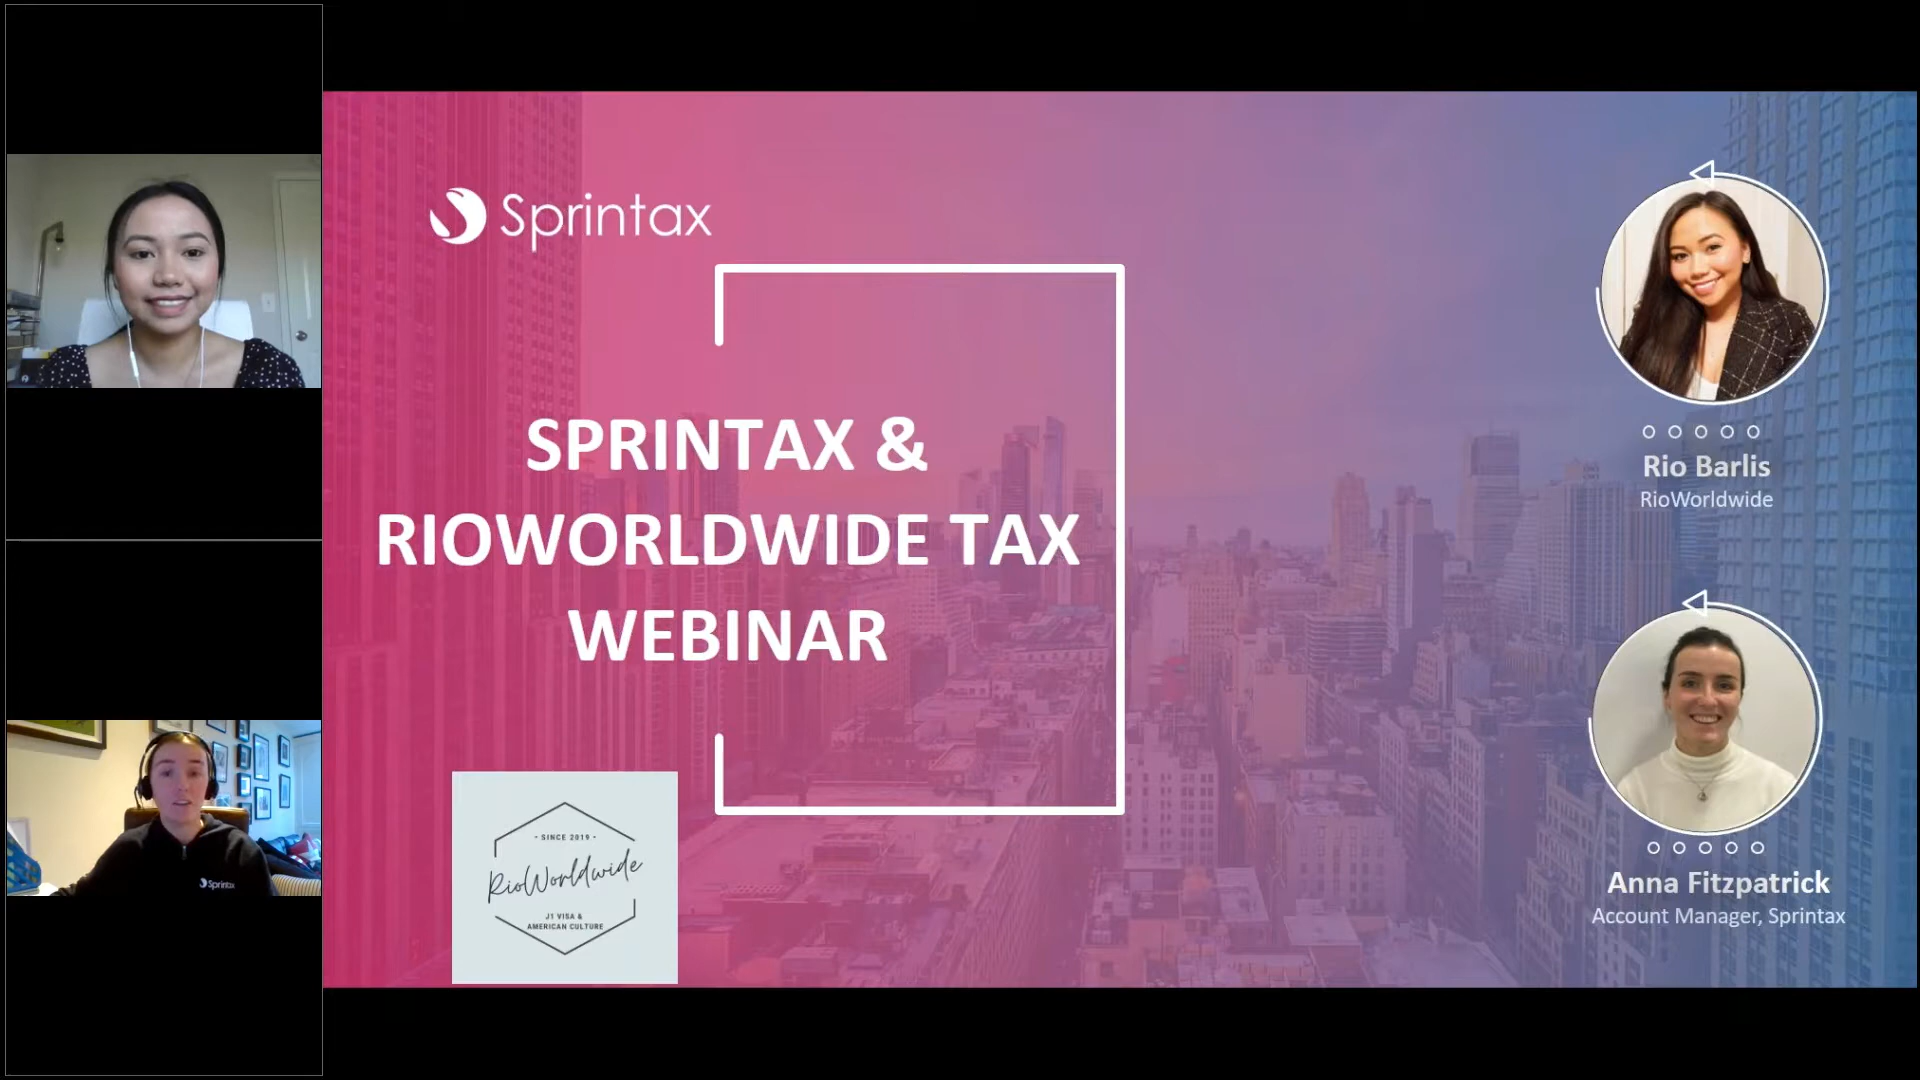 Sprintax
SPRINTAX &
RIOWORLDWIDE TAX
WEBINAR
- SINCE 2019 -
RioWorldwide
J1 VISA &
AMERICAN CULTURE
Rio Barlis
RioWorldwide
Anna Fitzpatrick
Account Manager, Sprintax
Sprintax